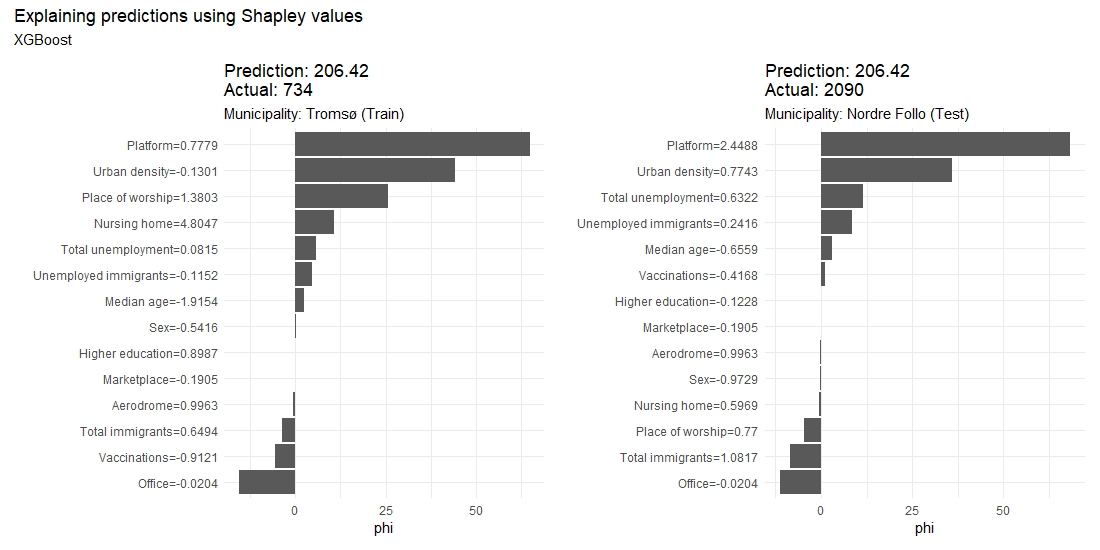 Explaining predictions using Shapley values
XGBoost
Prediction: 206.42
Actual: 734
Municipality: Tromsø (Train)
Platform=0.7779
Urban density=-0.1301
Place of worship=1.3803
Nursing home=4.8047
Total unemployment=0.0815
Unemployed immigrants=-0.1152
Median age=-1.9154
Sex=-0.5416
Higher education=0.8987
Marketplace=-0.1905
Aerodrome=0.9963
Total immigrants=0.6494
Vaccinations=-0.9121
Office=-0.0204
0 25 50
phi
Prediction: 206.42
Actual: 2090
Municipality: Nordre Follo (Test)
Platform=2.4488
Urban density=0.7743
Total unemployment=0.6322
Unemployed immigrants=0.2416
Median age=-0.6559
Vaccinations=-0.4168
Higher education=-0.1228
Marketplace=-0.1905
Aerodrome=0.9963
Sex=-0.9729
Nursing home=0.5969
Place of worship=0.77
Total immigrants=1.0817
Office=-0.0204
0 25 50
phi